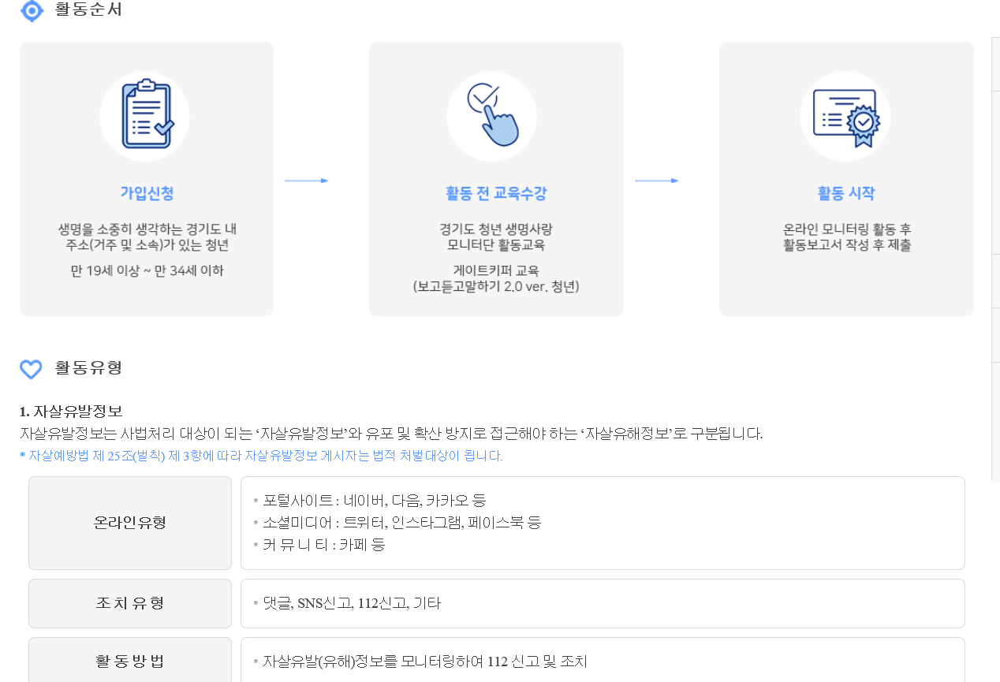 활동순서
가입신청
생명을 소중히 생각하는 경기도 내
주소(거주 및 소속)가 있는 청년
만 19세 이상 ~ 만 34세 이하
활동 전 교육수강
경기도 청년 생명사랑
모니터단 활동교육
게이트키퍼 교육
(보고듣고말하기 2.0 ver. 청년)
활동 시작
온라인 모니터링 활동 후
활동보고서 작성 후 제출
활동유형
1. 자살유발정보
자살유발정보는 사법처리 대상이 되는 ‘자살유발정보’와 유포 및 확산 방지로 접근해야 하는 ‘자살유해정보’로 구분됩니다.
* 자살예방법 제 25조(벌칙) 제 3항에 따라 자살유발정보 게시자는 법적 처벌대상이 됩니다.
온라인유형
• 포털사이트 : 네이버, 다음, 카카오 등
• 소셜미디어 : 트위터, 인스타그램, 페이스북 등
• 커 뮤 니 티 : 카페 등
조 치 유 형
• 댓글, SNS신고, 112신고, 기타
활 동 방 법
• 자살유발(유해)정보를 모니터링하여 112 신고 및 조치